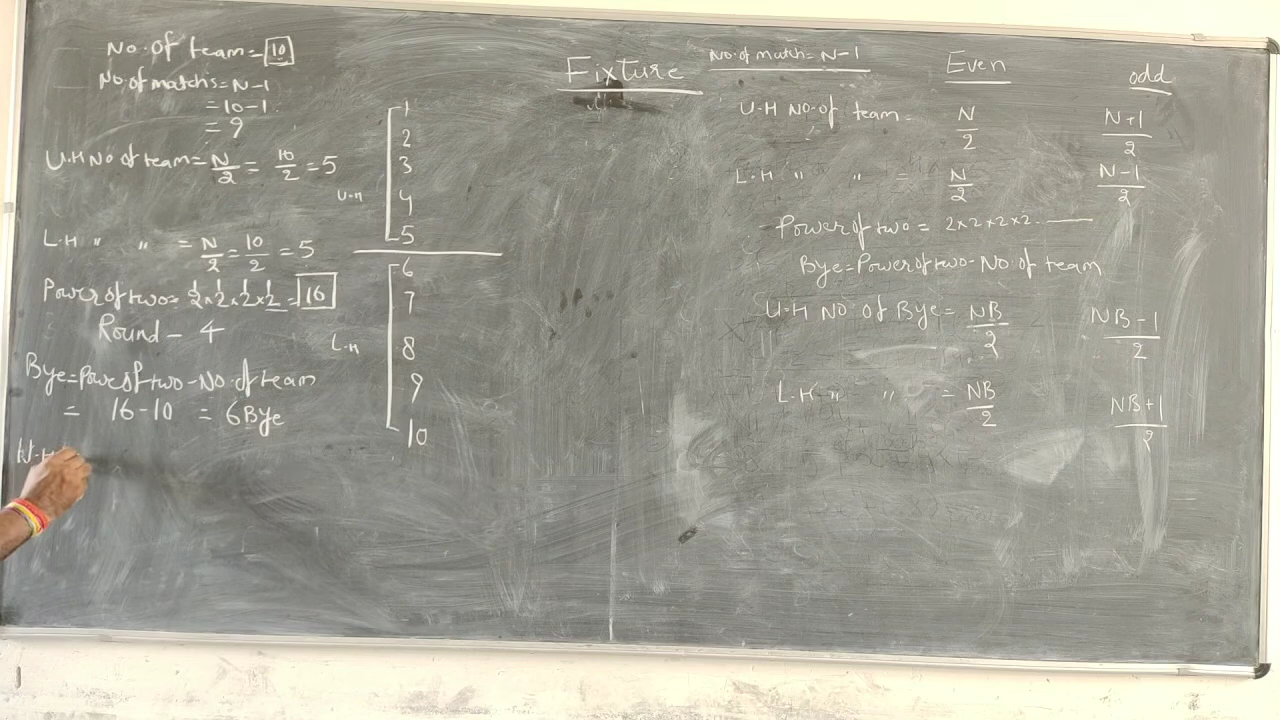 No. of team = 10
No. of matchs = N-1
= 10-1
= 9
U.H No of team = N/2 = 10/2 = 5
L.H " " = N/2 = 10/2 = 5
Power of two = 2×2×2×2 = 16
Round - 4
Bye = Power of two - No. of team
= 16-10 = 6 Bye
U-H
1
2
3
4
5
L-H
6
7
8
9
10
Fixture
No. of match = N-1
Even odd
U-H NO. of team = N/2 N+1/2
L.H " " = N/2 N-1/2
Power of two = 2×2×2×2.
Bye = Power of two - No. of team
U-H NO. of Bye = NB/2 NB-1/2
L.H " " = NB/2 NB+1/2